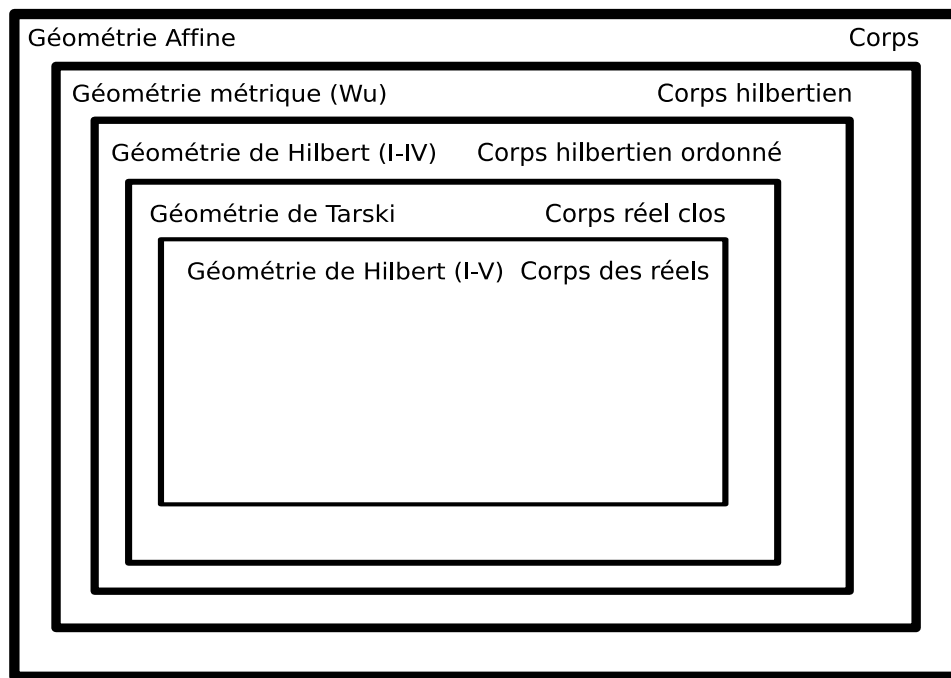 Géométrie Affine Corps
Géométrie métrique (Wu) Corps hilbertien
Géométrie de Hilbert (I-IV) Corps hilbertien ordonné
Géométrie de Tarski Corps réel clos
Géométrie de Hilbert (I-V) Corps des réels